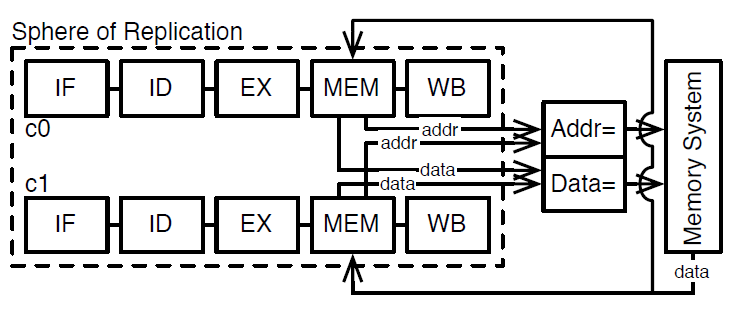 Sphere of Replication
IF ID EX MEM WB
c0
addr
addr
Addr=
data
data
Data=
c1
IF ID EX MEM WB
Memory System
data